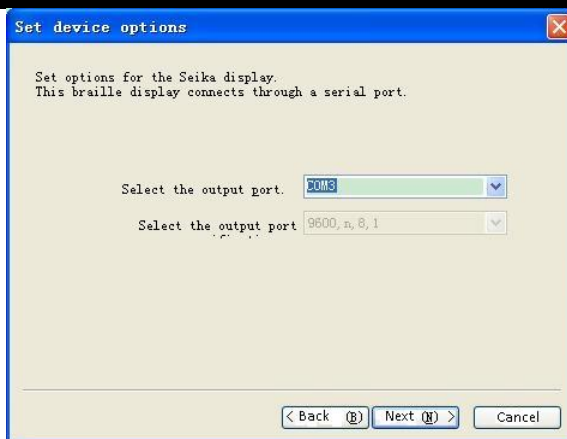 Set device options
Set options for the Seika display.
This braille display connects through a serial port.
Select the output port.
COM3
Select the output port
9600, n, 8, 1
< Back (B)
Next (N) >
Cancel